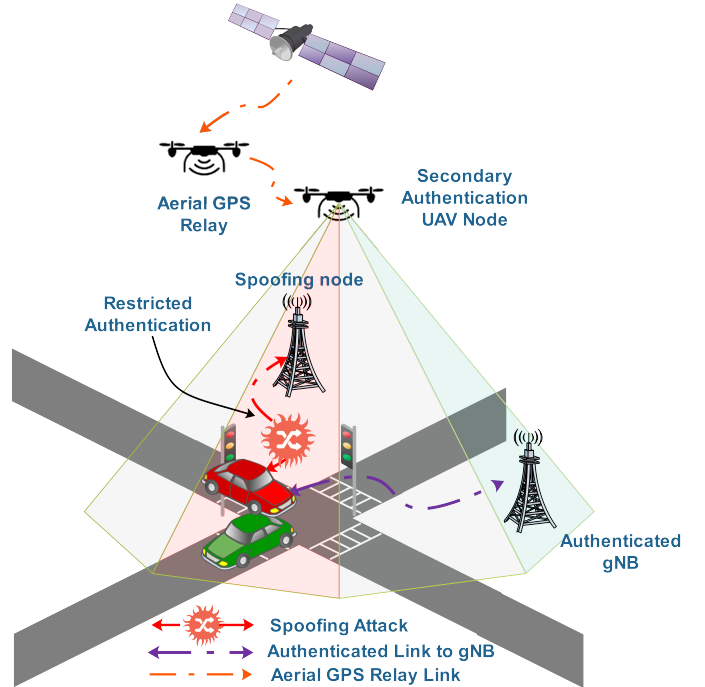 Secondary
Authentication
UAV Node
Aerial GPS
Relay
Spoofing node
Restricted
Authentication
Authenticated
gNB
Spoofing Attack
Authenticated Link to gNB
Aerial GPS Relay Link